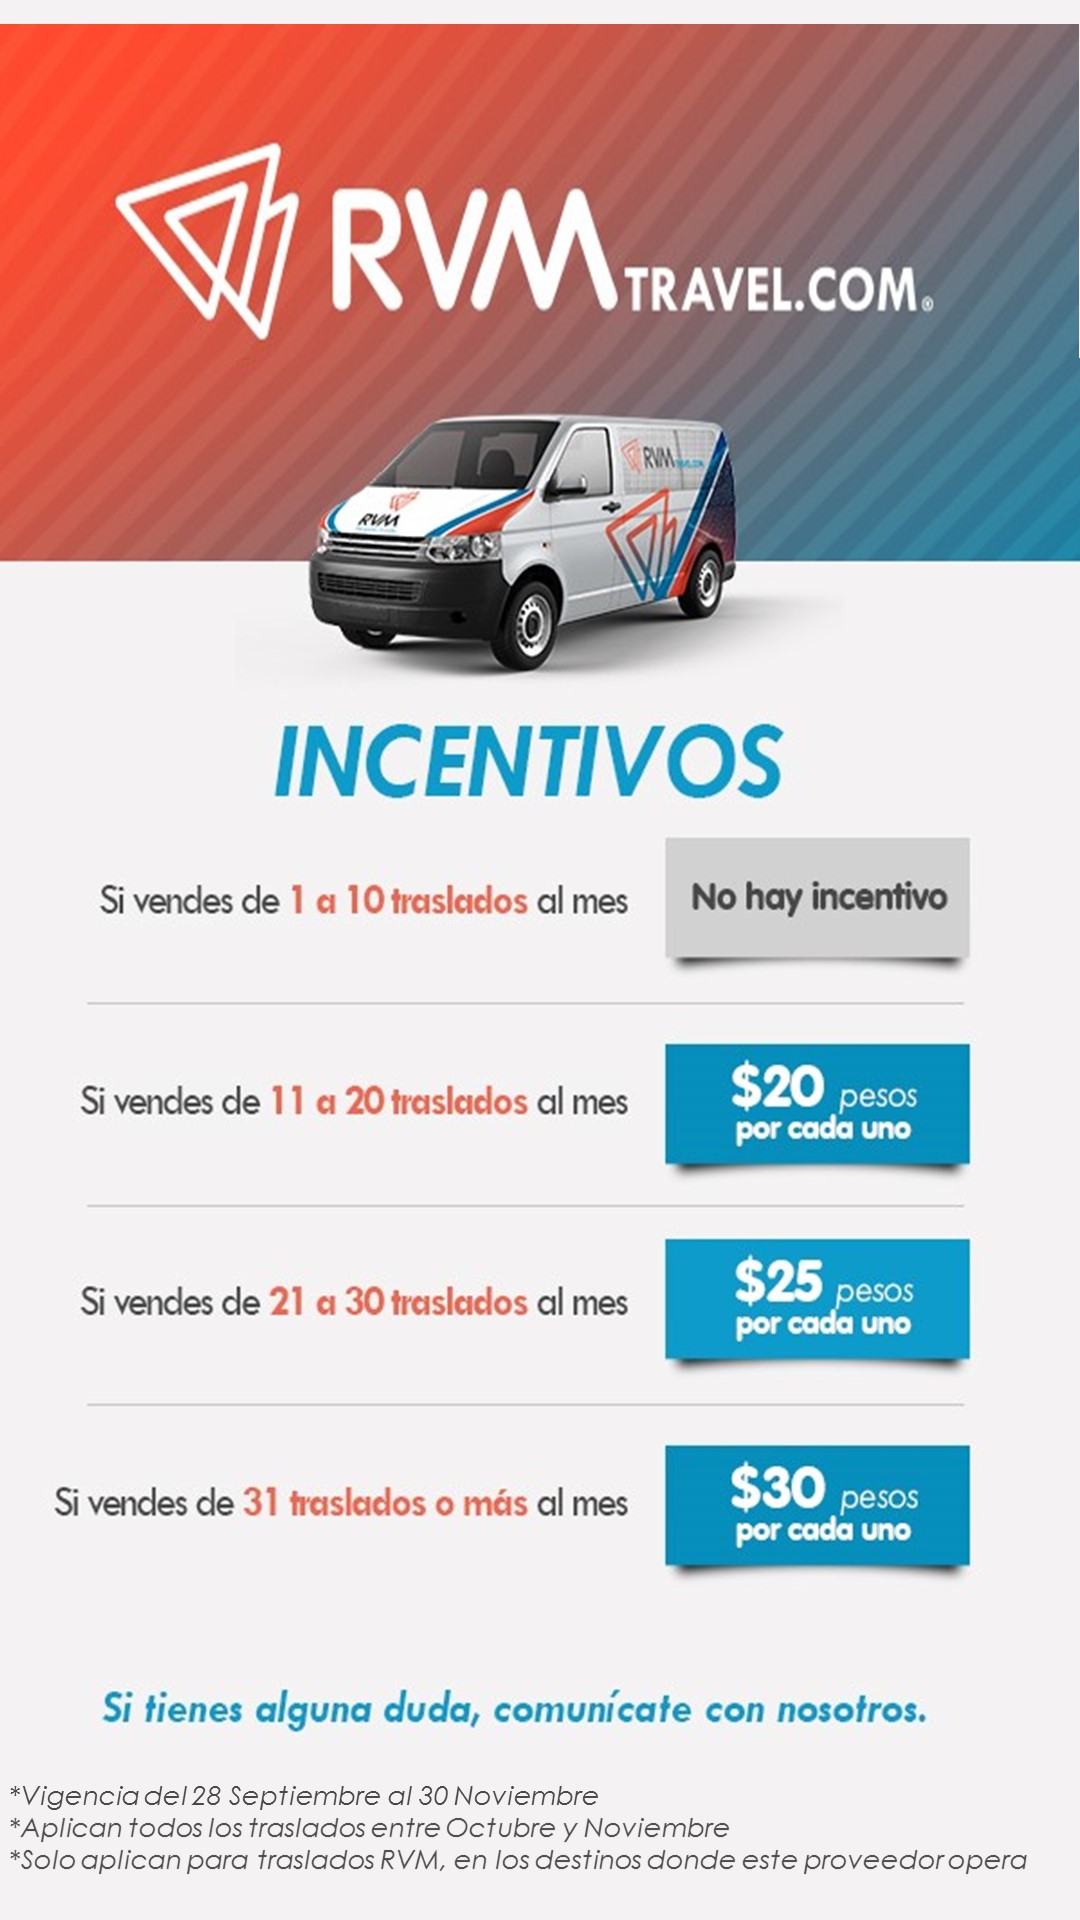 RVMTRAVEL.COM®
RVM
RVM
INCENTIVOS
Si vendes de 1 a 10 traslados al mes
No hay incentivo
Si vendes de 11 a 20 traslados al mes
$20 pesos
por cada uno
Si vendes de 21 a 30 traslados al mes
$25 pesos
por cada uno
Si vendes de 31 traslados o más al mes
$30 pesos
por cada uno
Si tienes alguna duda, comunícate con nosotros.
*Vigencia del 28 Septiembre al 30 Noviembre
*Aplican todos los traslados entre Octubre y Noviembre
*Solo aplican para traslados RVM, en los destinos donde este proveedor opera